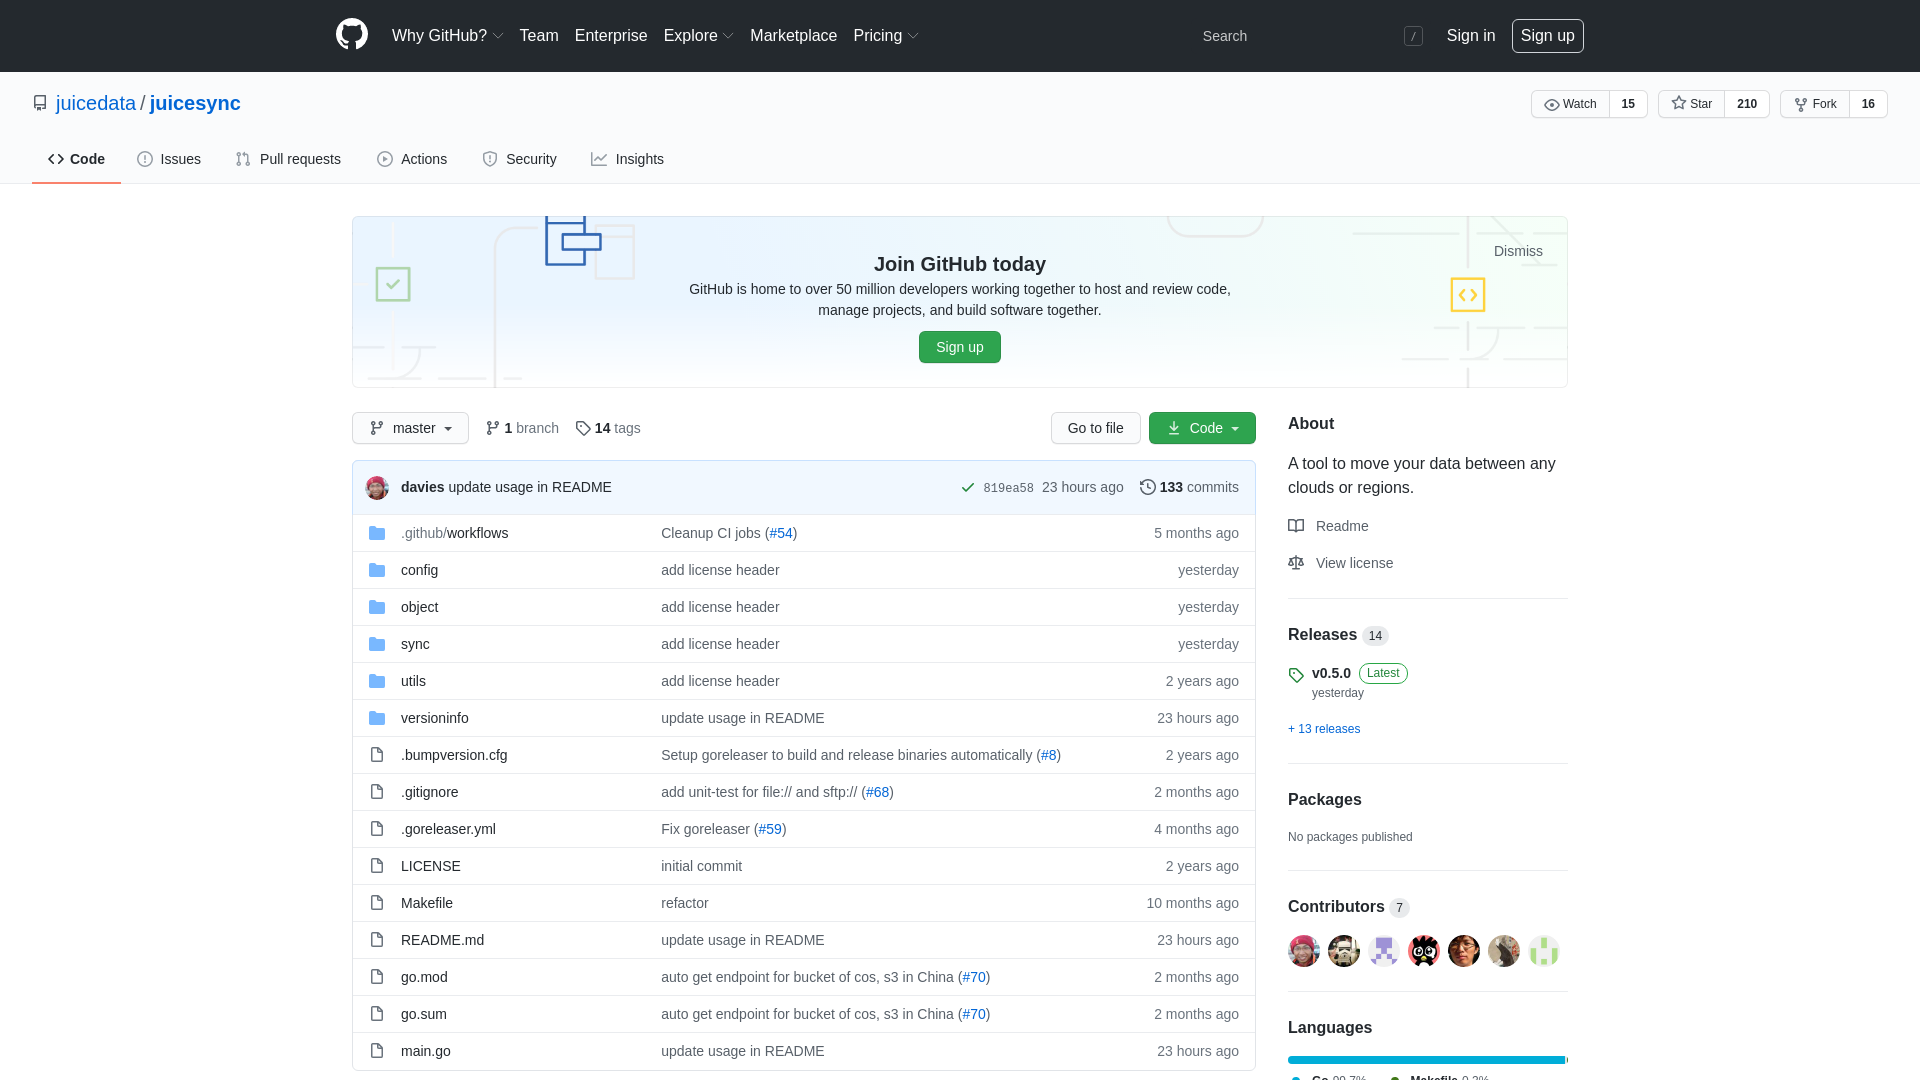 Why GitHub? Team Enterprise Explore Marketplace Pricing Search / Sign in Sign up
juicedata / juicesync Watch 15 Star 210 Fork 16
Code Issues Pull requests Actions Security Insights
Dismiss
Join GitHub today
GitHub is home to over 50 million developers working together to host and review code,
manage projects, and build software together.
Sign up
master 1 branch 14 tags Go to file Code
davies update usage in README 819ea58 23 hours ago 133 commits
.github/workflows Cleanup CI jobs (#54) 5 months ago
config add license header yesterday
object add license header yesterday
sync add license header yesterday
utils add license header 2 years ago
versioninfo update usage in README 23 hours ago
.bumpversion.cfg Setup goreleaser to build and release binaries automatically (#8) 2 years ago
.gitignore add unit-test for file:// and sftp:// (#68) 2 months ago
.goreleaser.yml Fix goreleaser (#59) 4 months ago
LICENSE initial commit 2 years ago
Makefile refactor 10 months ago
README.md update usage in README 23 hours ago
go.mod auto get endpoint for bucket of cos, s3 in China (#70) 2 months ago
go.sum auto get endpoint for bucket of cos, s3 in China (#70) 2 months ago
main.go update usage in README 23 hours ago
About
A tool to move your data between any
clouds or regions.
Readme
View license
Releases 14
v0.5.0 Latest
yesterday
+ 13 releases
Packages
No packages published
Contributors 7
Languages
Go 99.7% Makefile 0.3%